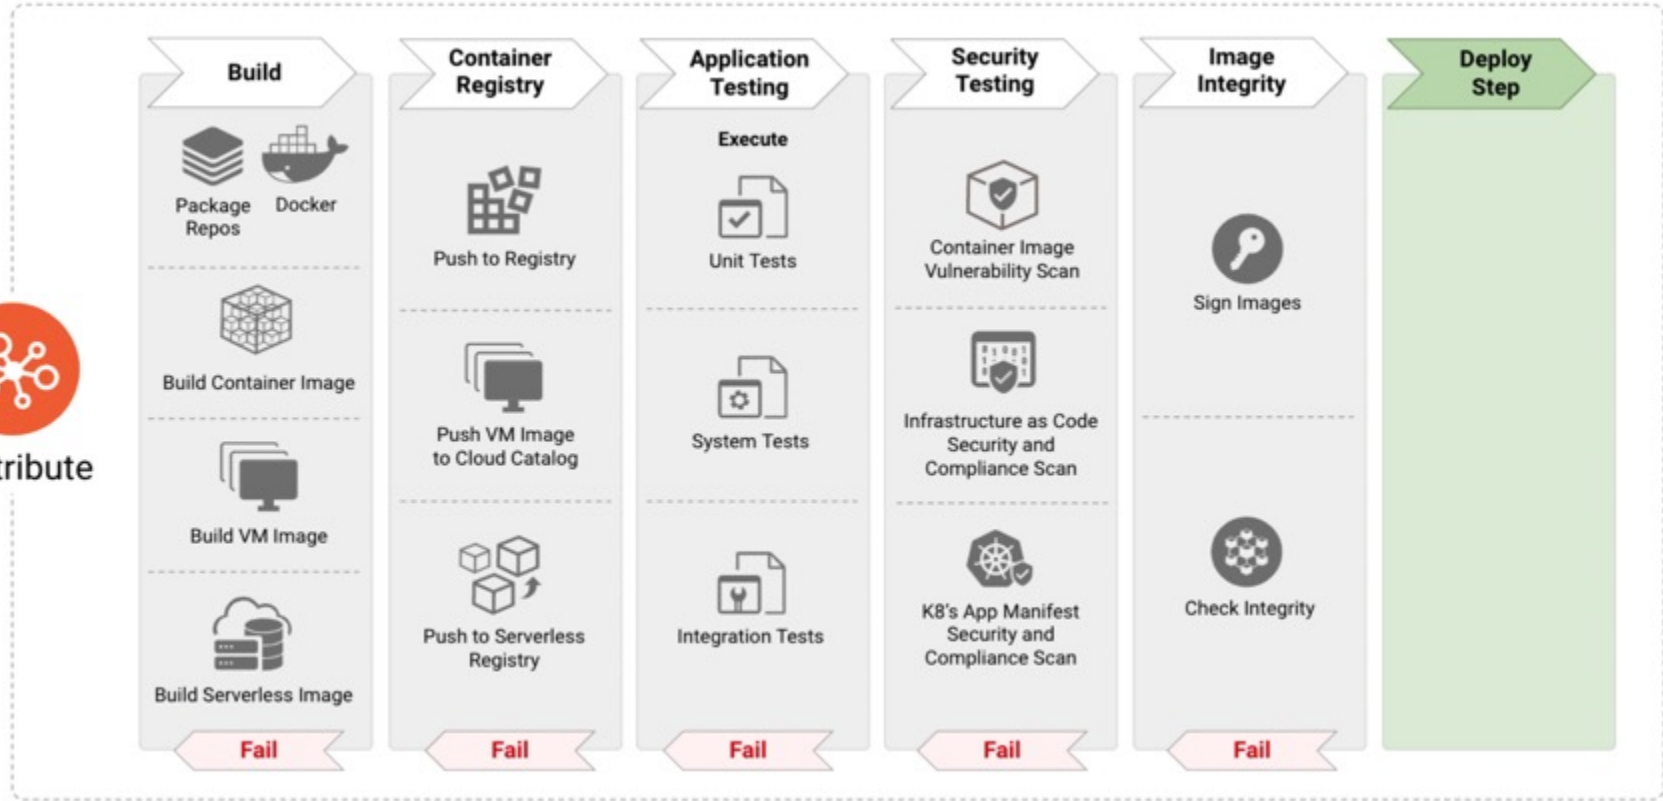 Build
Container
Registry
Application
Testing
Security
Testing
Image
Integrity
Deploy
Step
Package
Repos
Docker
Build Container Image
Build VM Image
Build Serverless Image
Fail
Push to Registry
Push VM Image
to Cloud Catalog
Push to Serverless
Registry
Fail
Execute
Unit Tests
System Tests
Integration Tests
Fail
Container Image
Vulnerability Scan
Infrastructure as Code
Security and
Compliance Scan
K8's App Manifest
Security and
Compliance Scan
Fail
Sign Images
Check Integrity
Fail
tribute